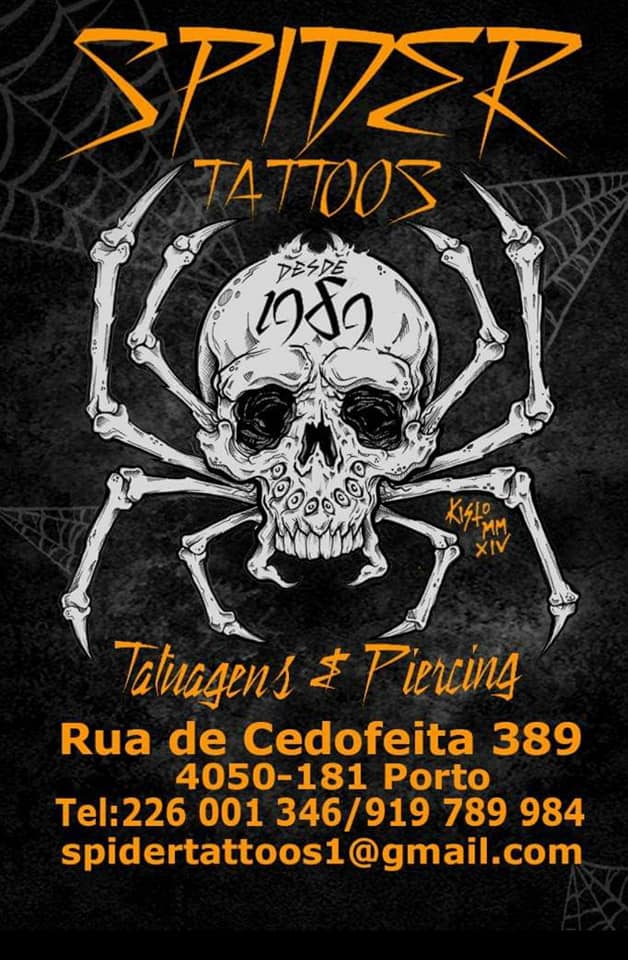 SPIDER
TATTOOS
DESDE
1989
KISTO
MM
XIV
Tatuagens & Piercing
Rua de Cedofeita 389
4050-181 Porto
Tel:226 001 346/919 789 984
spidertattoos1@gmail.com